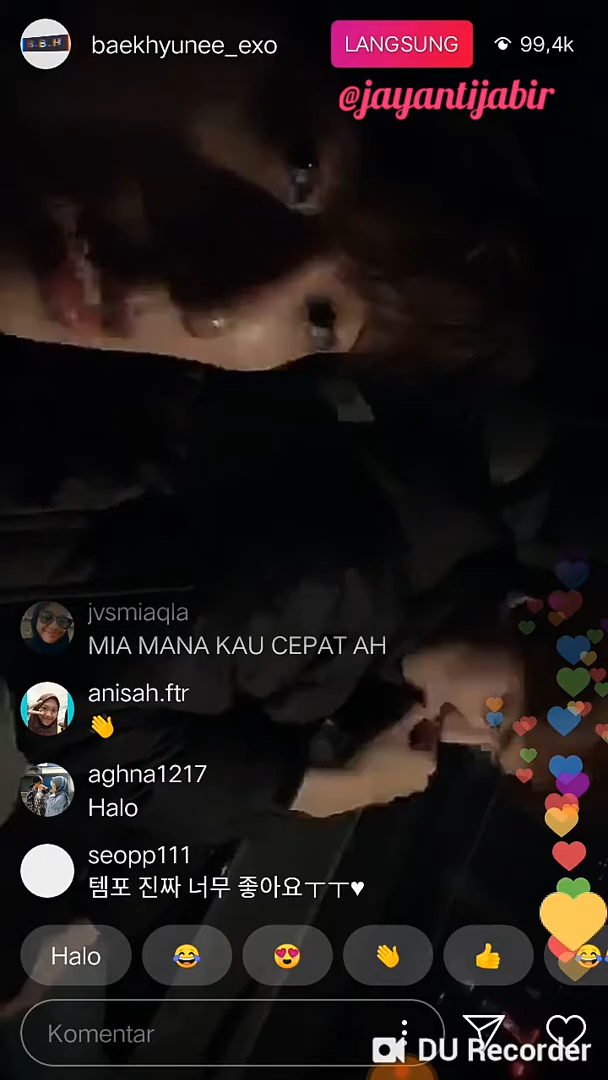 B.B.H
baekhyunee_exo
LANGSUNG
99,4k
@jayantijabir
jvsmiaqla
MIA MANA KAU CEPAT AH
anisah.ftr
👋
aghna1217
Halo
seopp111
템포 진짜 너무 좋아요ㅜㅜ♥
Halo 😂 😍 👋 👍 😂
Komentar
DU Recorder